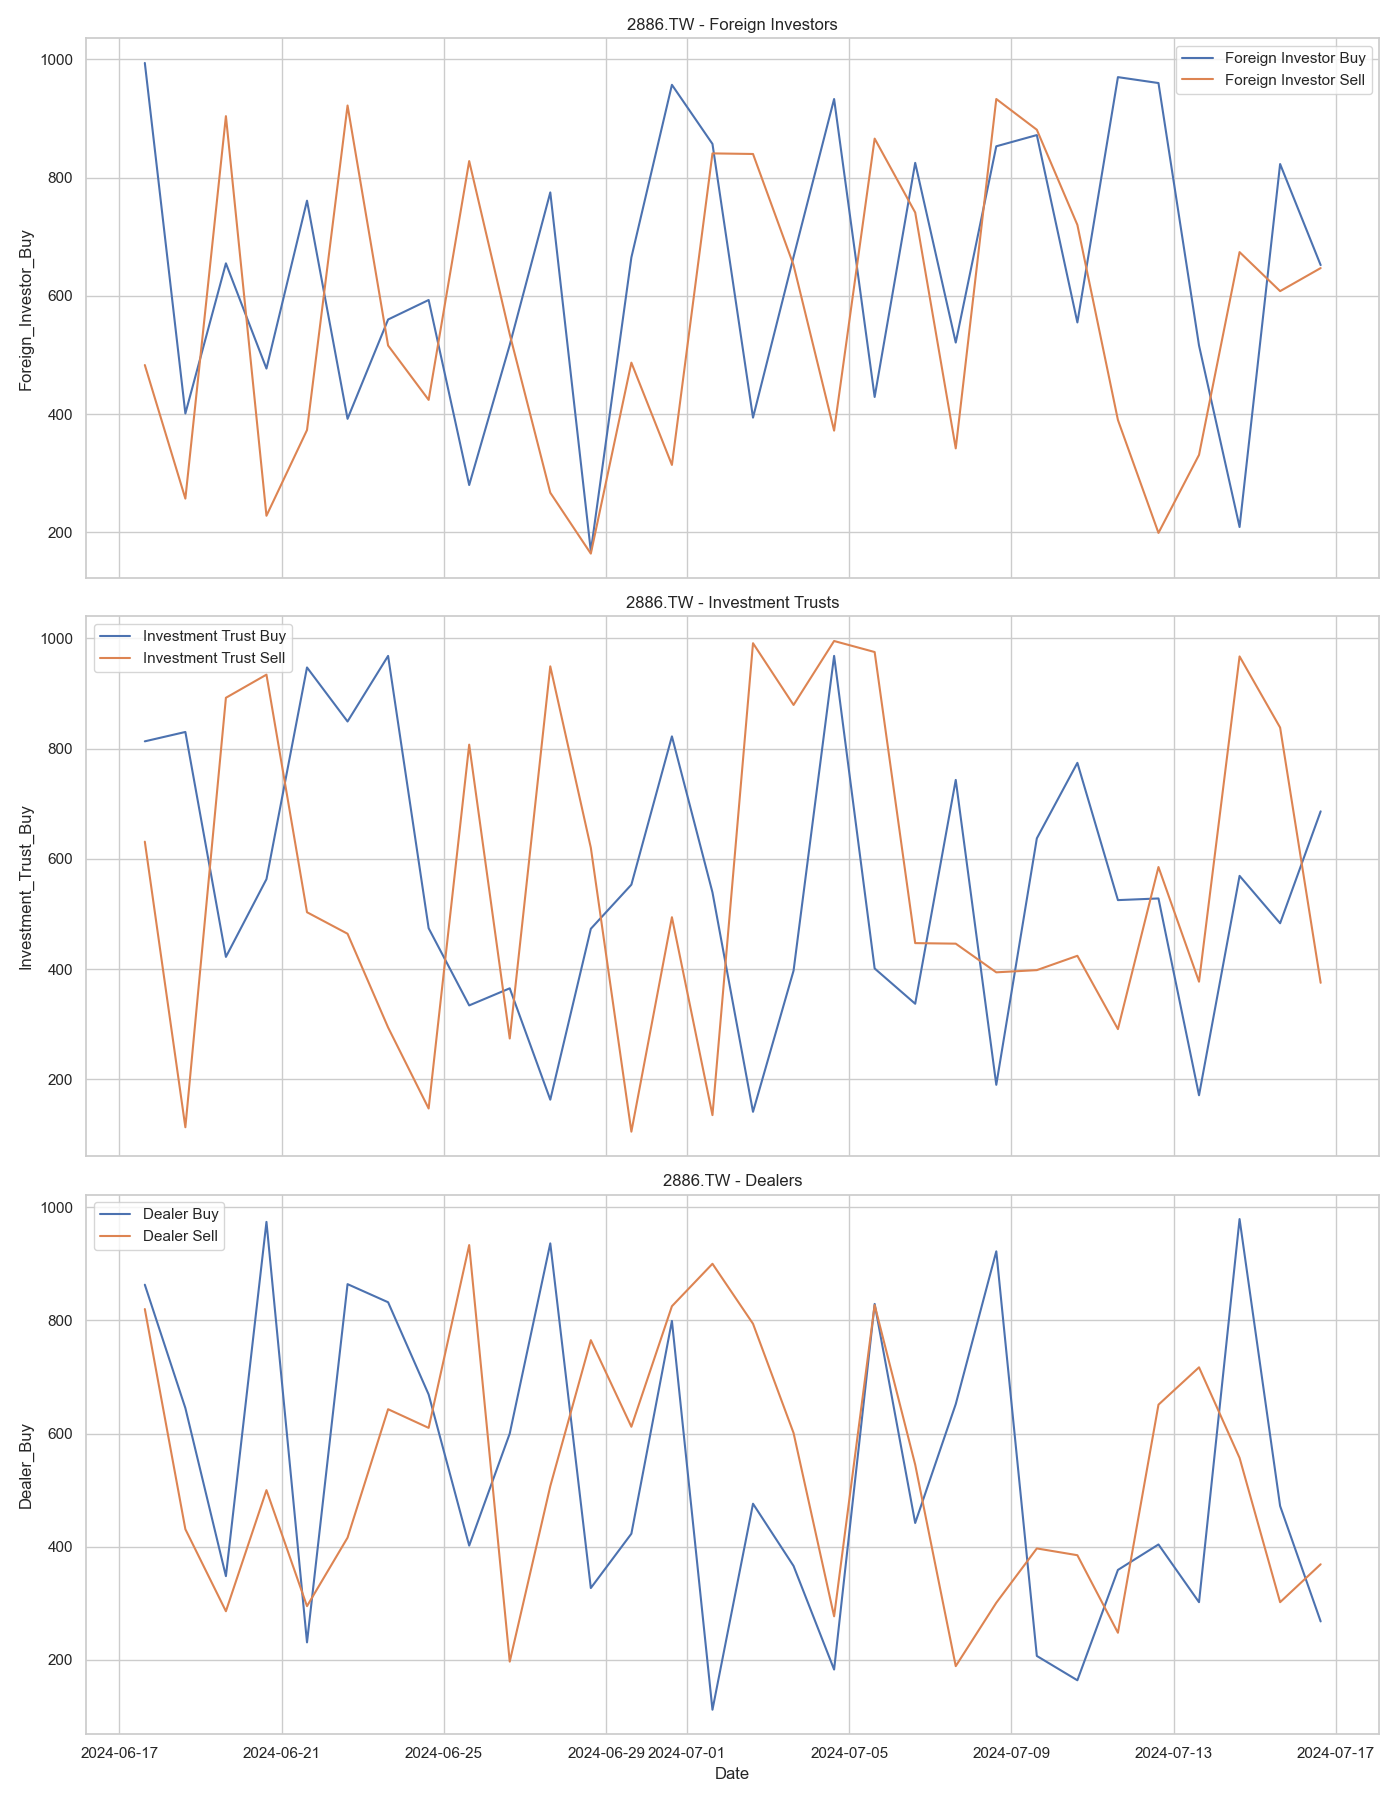 2886.TW - Foreign Investors
Foreign Investor Buy
Foreign Investor Sell
1000
800
600
400
200
Foreign_Investor_Buy
2886.TW - Investment Trusts
Investment Trust Buy
Investment Trust Sell
1000
800
600
400
200
Investment_Trust_Buy
2886.TW - Dealers
Dealer Buy
Dealer Sell
1000
800
600
400
200
Dealer_Buy
2024-06-17 2024-06-21 2024-06-25 2024-06-29 2024-07-01 2024-07-05 2024-07-09 2024-07-13 2024-07-17
Date